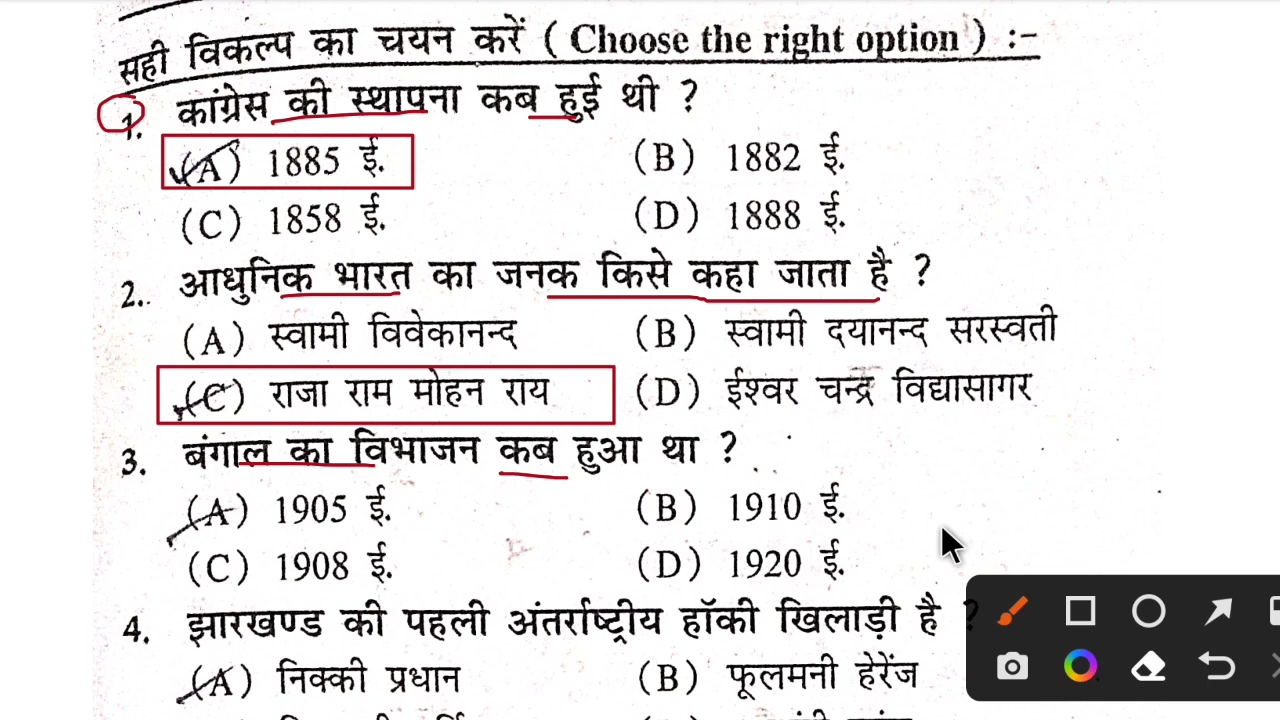 सही विकल्प का चयन करें ( Choose the right option ) :-
1. कांग्रेस की स्थापना कब हुई थी ?
(A) 1885 ई. (B) 1882 ई.
(C) 1858 ई. (D) 1888 ई.
2. आधुनिक भारत का जनक किसे कहा जाता है ?
(A) स्वामी विवेकानन्द (B) स्वामी दयानन्द सरस्वती
(C) राजा राम मोहन राय (D) ईश्वर चन्द्र विद्यासागर
3. बंगाल का विभाजन कब हुआ था ?
(A) 1905 ई. (B) 1910 ई.
(C) 1908 ई. (D) 1920 ई.
4. झारखण्ड की पहली अंतर्राष्ट्रीय हॉकी खिलाड़ी है ?
(A) निक्की प्रधान (B) फूलमनी हेरेंज